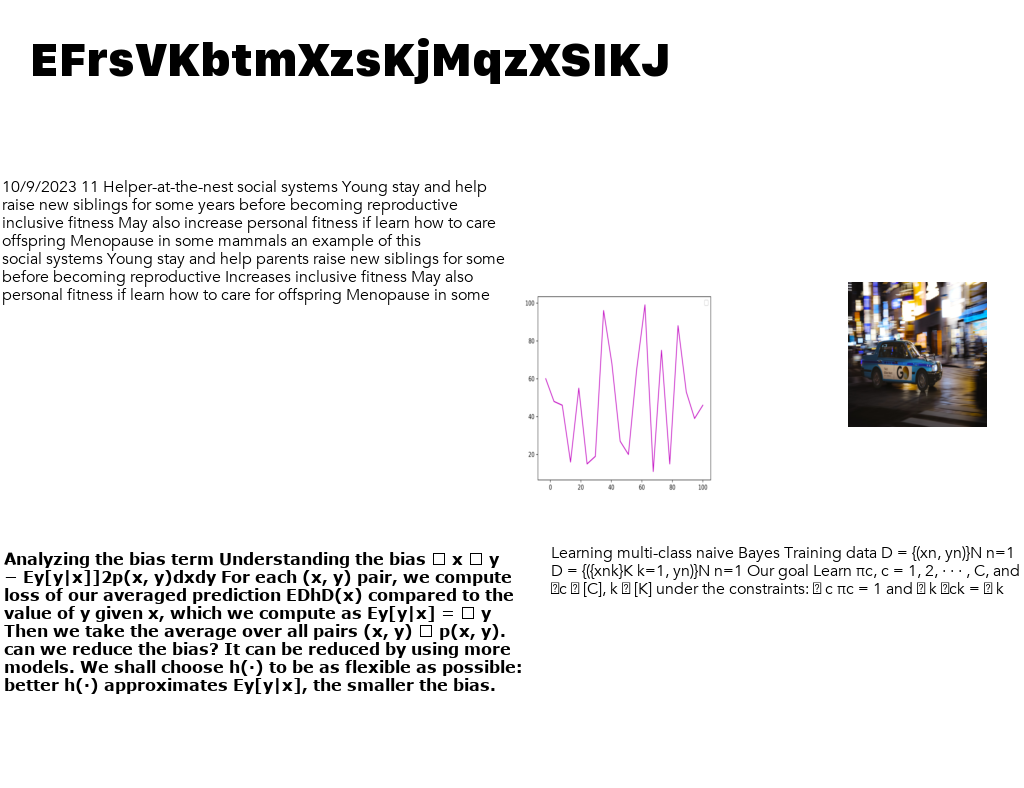 EFrsVKbtmXzsKjMqzXSIKJ
10/9/2023 11 Helper-at-the-nest social systems Young stay and help
raise new siblings for some years before becoming reproductive
inclusive fitness May also increase personal fitness if learn how to care
offspring Menopause in some mammals an example of this
social systems Young stay and help parents raise new siblings for some
before becoming reproductive Increases inclusive fitness May also
personal fitness if learn how to care for offspring Menopause in some
100
80
60
40
20
0 20 40 60 80 100
GO
Analyzing the bias term Understanding the bias □ x □ y
− Ey[y|x]]2p(x, y)dxdy For each (x, y) pair, we compute
loss of our averaged prediction EDhD(x) compared to the
value of y given x, which we compute as Ey[y|x] = □ y
Then we take the average over all pairs (x, y) □ p(x, y).
can we reduce the bias? It can be reduced by using more
models. We shall choose h(·) to be as flexible as possible:
better h(·) approximates Ey[y|x], the smaller the bias.
Learning multi-class naive Bayes Training data D = {(xn, yn)}N n=1
D = {({xnk}K k=1, yn)}N n=1 Our goal Learn πc, c = 1, 2, · · · , C, and
□c □ [C], k □ [K] under the constraints: □ c πc = 1 and □ k □ck = □ k